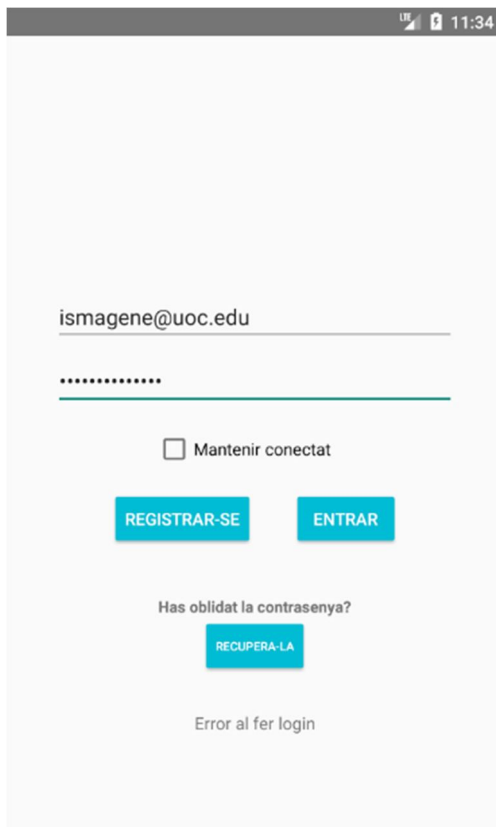 LTE 11:34
ismagene@uoc.edu
••••••••••••••
Mantenir conectat
REGISTRAR-SE ENTRAR
Has oblidat la contrasenya?
RECUPERA-LA
Error al fer login